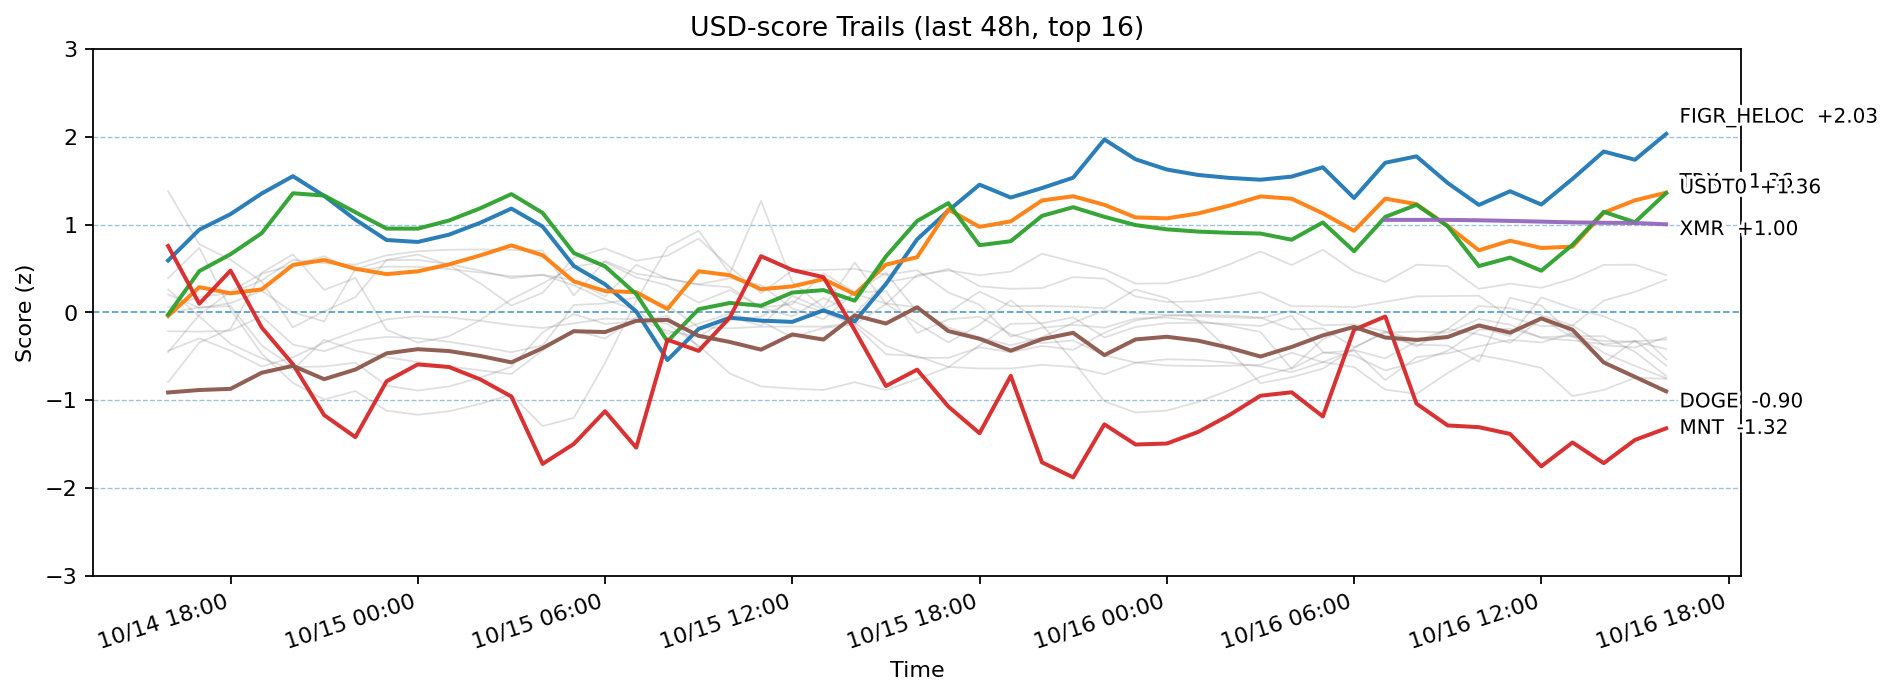 USD-score Trails (last 48h, top 16)
3
2
1
0
−1
−2
−3
Score (z)
FIGR_HELOC +2.03
USDT0 +1.36
XMR +1.00
DOGE -0.90
MNT -1.32
10/14 18:00
10/15 00:00
10/15 06:00
10/15 12:00
10/15 18:00
10/16 00:00
10/16 06:00
10/16 12:00
10/16 18:00
Time